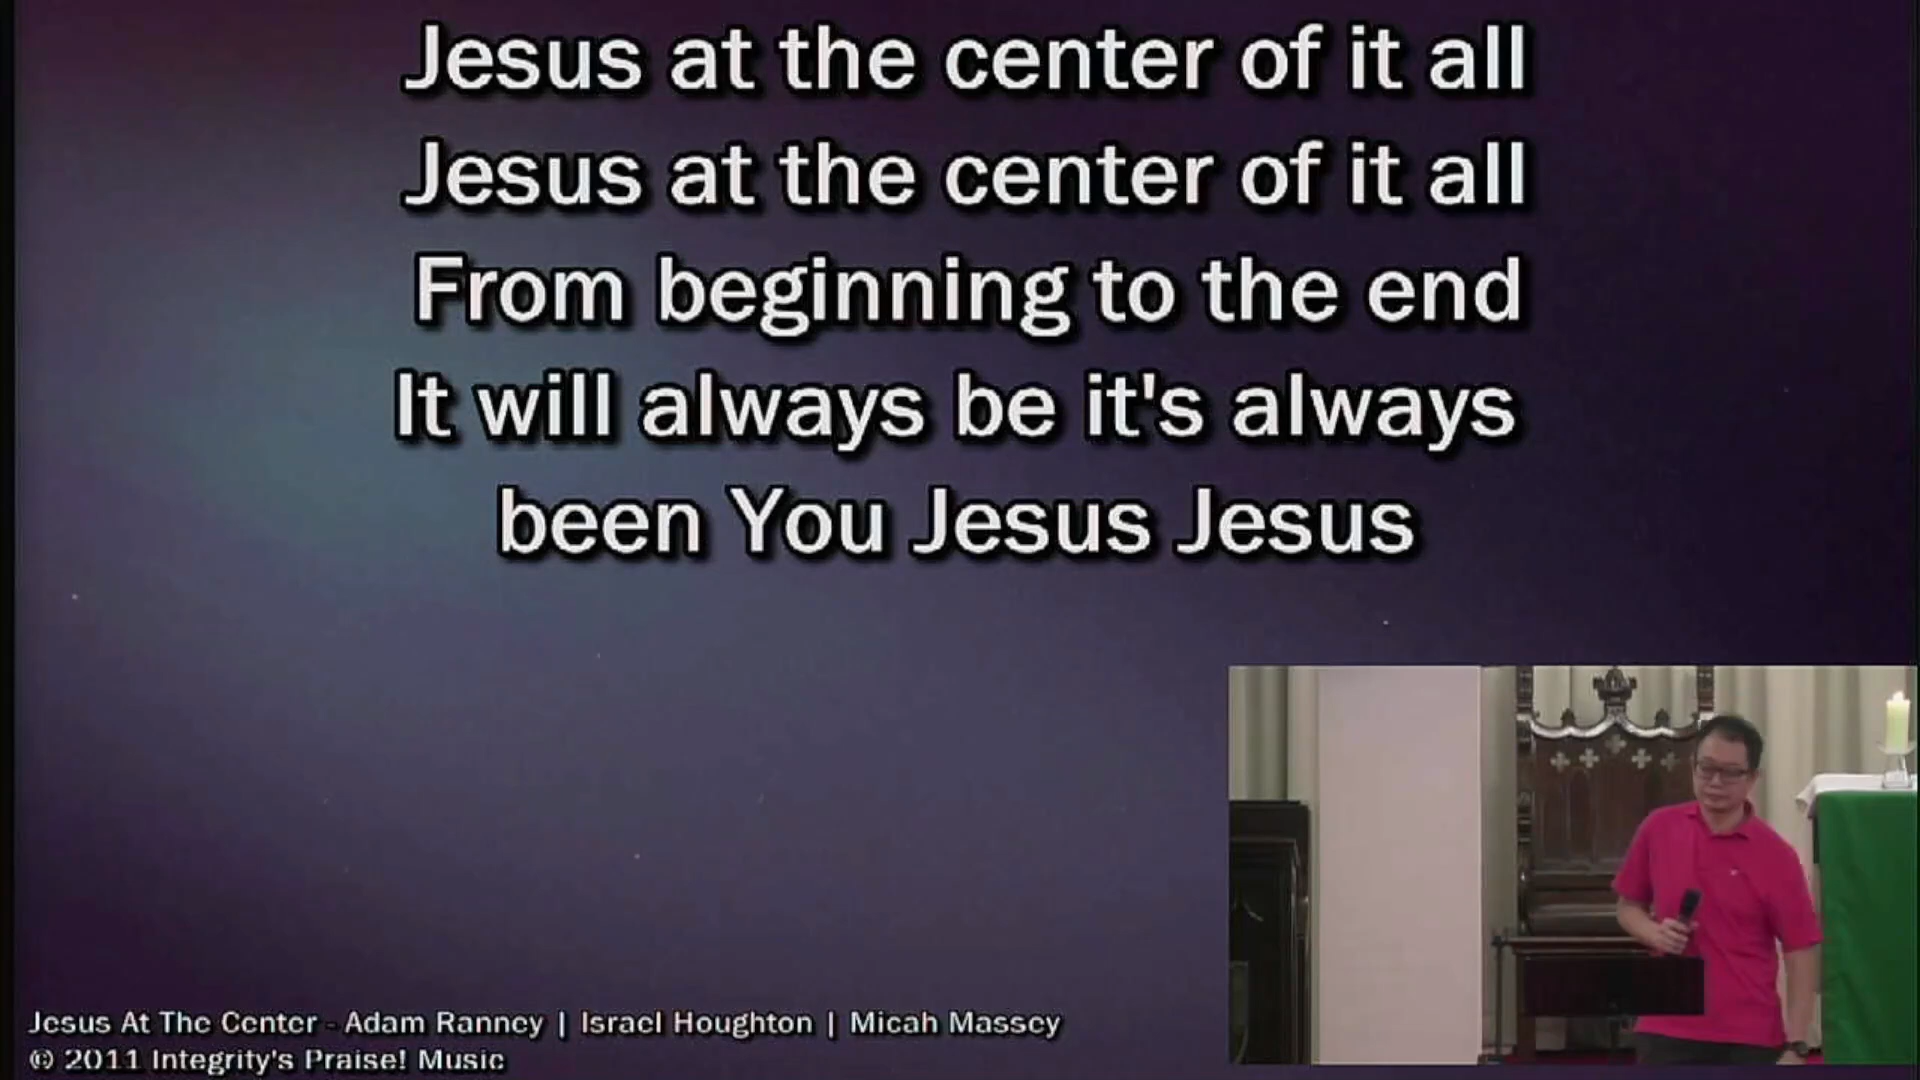 Jesus at the center of it all
Jesus at the center of it all
From beginning to the end
It will always be it's always
been You Jesus Jesus
Jesus At The Center - Adam Ranney | Israel Houghton | Micah Massey
© 2011 Integrity's Praise! Music